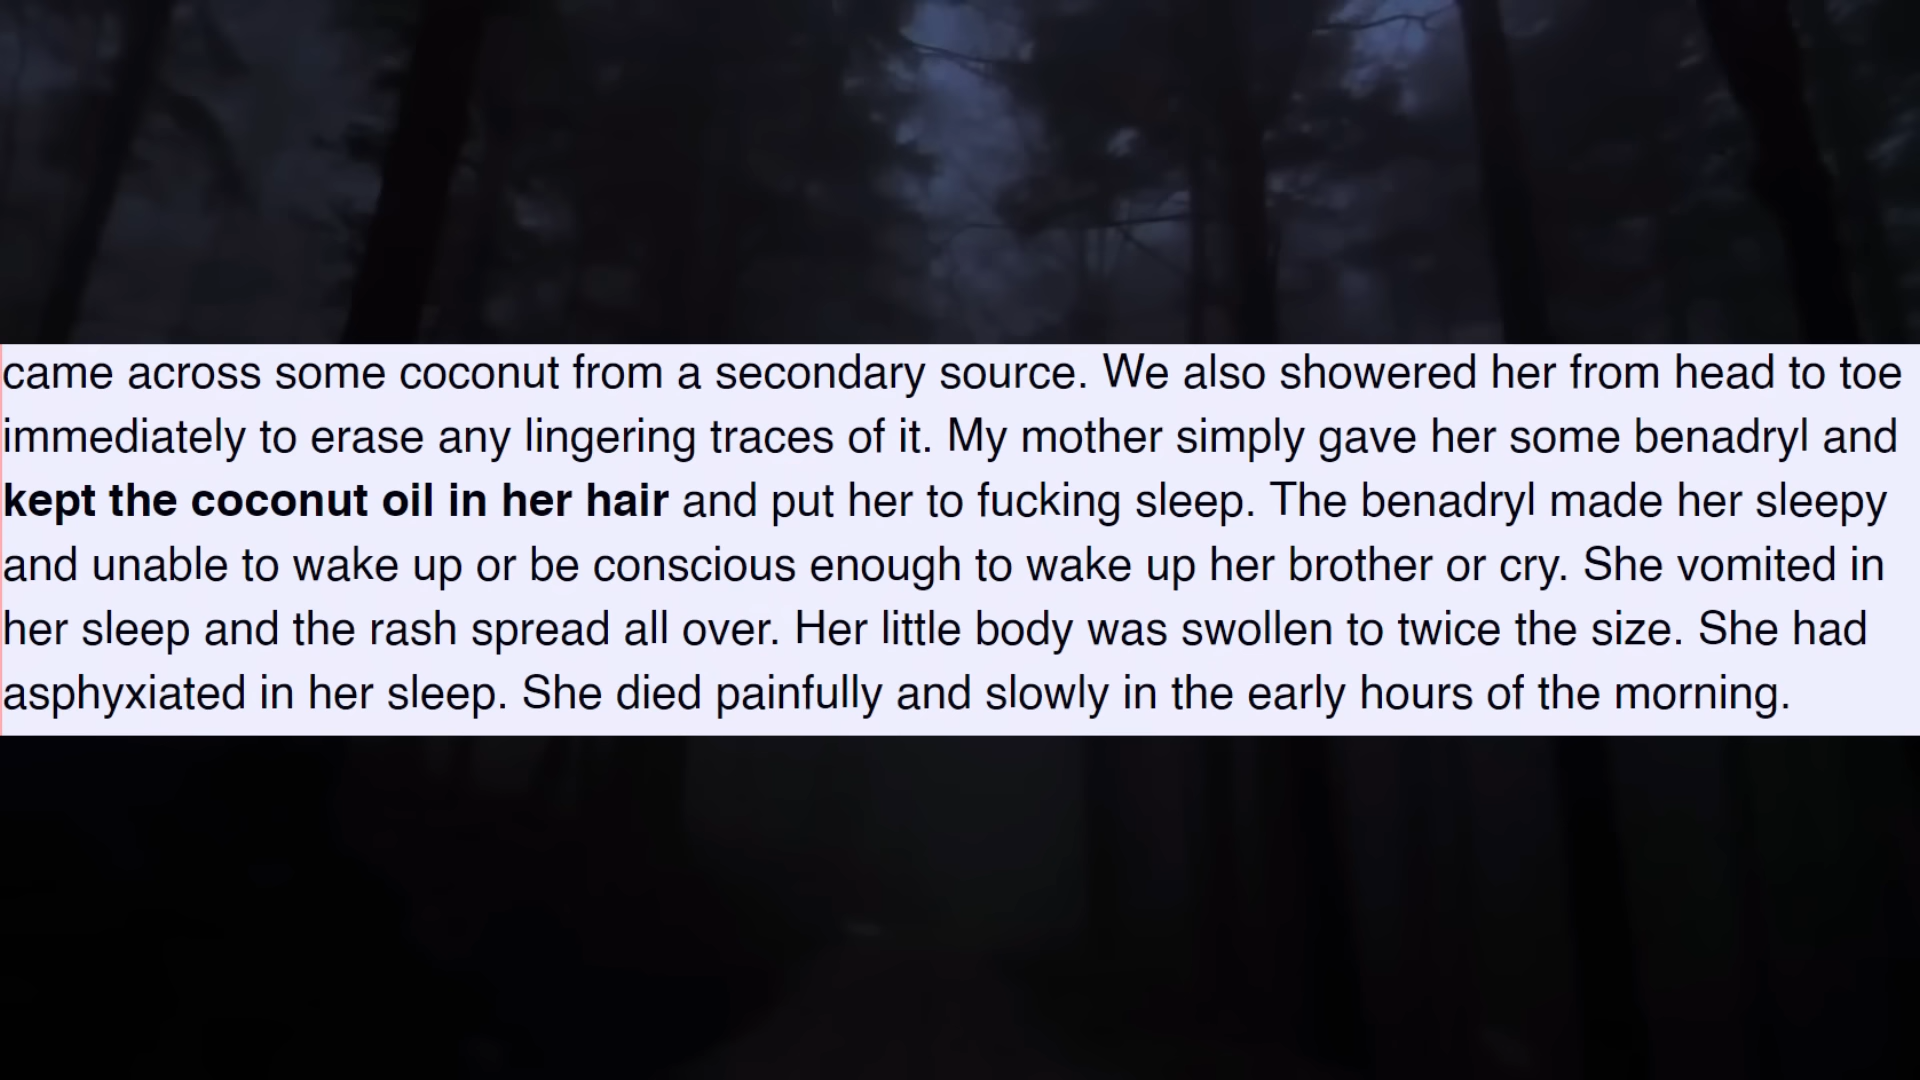 came across some coconut from a secondary source. We also showered her from head to toe
immediately to erase any lingering traces of it. My mother simply gave her some benadryl and
kept the coconut oil in her hair and put her to fucking sleep. The benadryl made her sleepy
and unable to wake up or be conscious enough to wake up her brother or cry. She vomited in
her sleep and the rash spread all over. Her little body was swollen to twice the size. She had
asphyxiated in her sleep. She died painfully and slowly in the early hours of the morning.